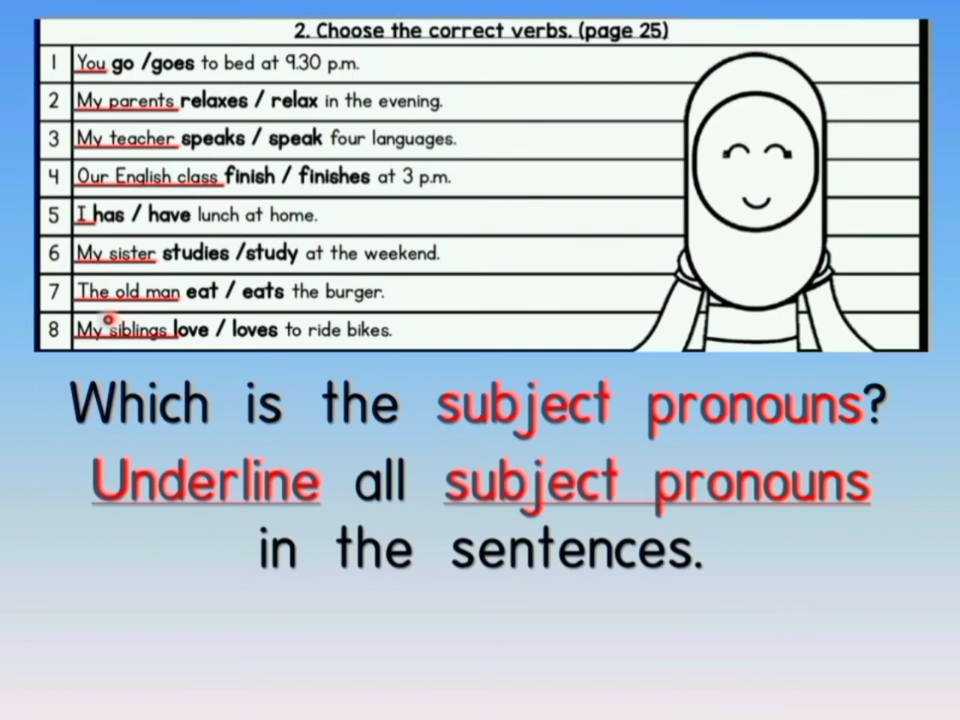 2. Choose the correct verbs. (page 25)
1 You go /goes to bed at 9.30 p.m.
2 My parents relaxes / relax in the evening.
3 My teacher speaks / speak four languages.
4 Our English class finish / finishes at 3 p.m.
5 I has / have lunch at home.
6 My sister studies /study at the weekend.
7 The old man eat / eats the burger.
8 My siblings love / loves to ride bikes.
Which is the subject pronouns?
Underline all subject pronouns
in the sentences.